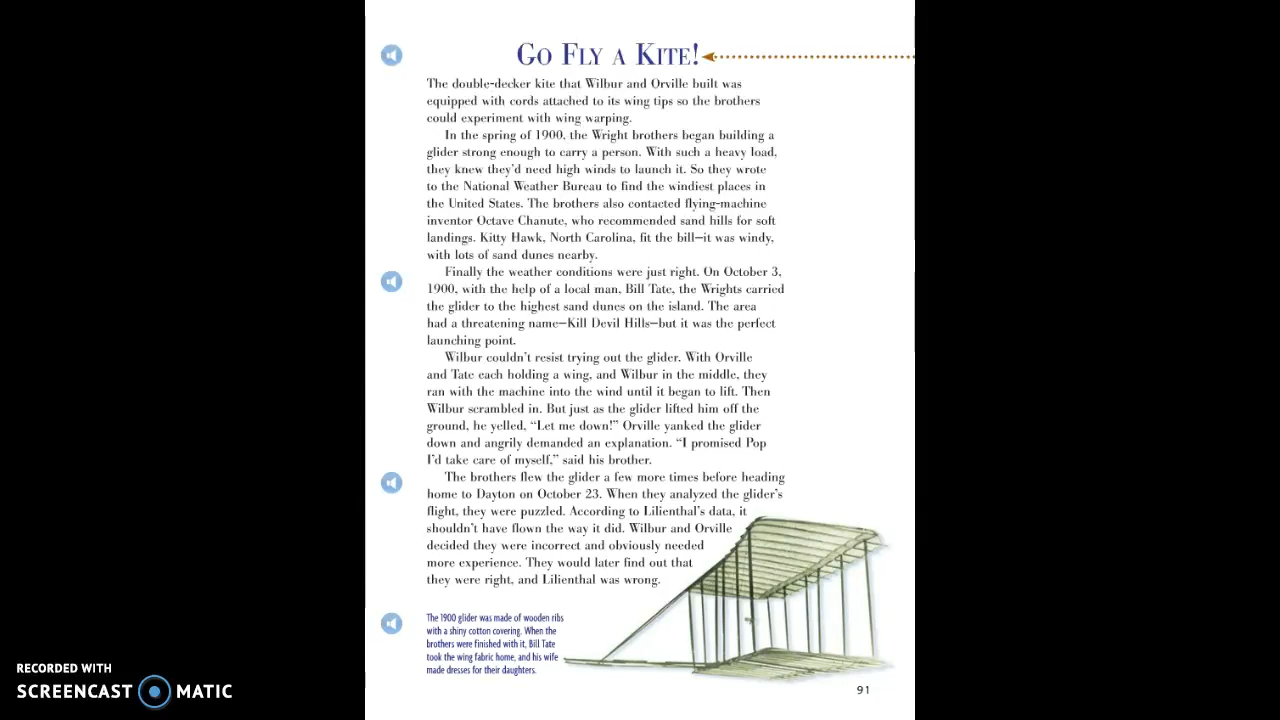 GO FLY A KITE!
The double-decker kite that Wilbur and Orville built was
equipped with cords attached to its wing tips so the brothers
could experiment with wing warping.
In the spring of 1900, the Wright brothers began building a
glider strong enough to carry a person. With such a heavy load,
they knew they'd need high winds to launch it. So they wrote
to the National Weather Bureau to find the windiest places in
the United States. The brothers also contacted flying-machine
inventor Octave Chanute, who recommended sand hills for soft
landings. Kitty Hawk, North Carolina, fit the bill—it was windy,
with lots of sand dunes nearby.
Finally the weather conditions were just right. On October 3,
1900, with the help of a local man, Bill Tate, the Wrights carried
the glider to the highest sand dunes on the island. The area
had a threatening name—Kill Devil Hills—but it was the perfect
launching point.
Wilbur couldn't resist trying out the glider. With Orville
and Tate each holding a wing, and Wilbur in the middle, they
ran with the machine into the wind until it began to lift. Then
Wilbur scrambled in. But just as the glider lifted him off the
ground, he yelled, "Let me down!" Orville yanked the glider
down and angrily demanded an explanation. "I promised Pop
I'd take care of myself," said his brother.
The brothers flew the glider a few more times before heading
home to Dayton on October 23. When they analyzed the glider's
flight, they were puzzled. According to Lilienthal's data, it
shouldn't have flown the way it did. Wilbur and Orville
decided they were incorrect and obviously needed
more experience. They would later find out that
they were right, and Lilienthal was wrong.
The 1900 glider was made of wooden ribs
with a shiny cotton covering. When the
brothers were finished with it, Bill Tate
took the wing fabric home, and his wife
made dresses for their daughters.
91
RECORDED WITH
SCREENCAST MATIC